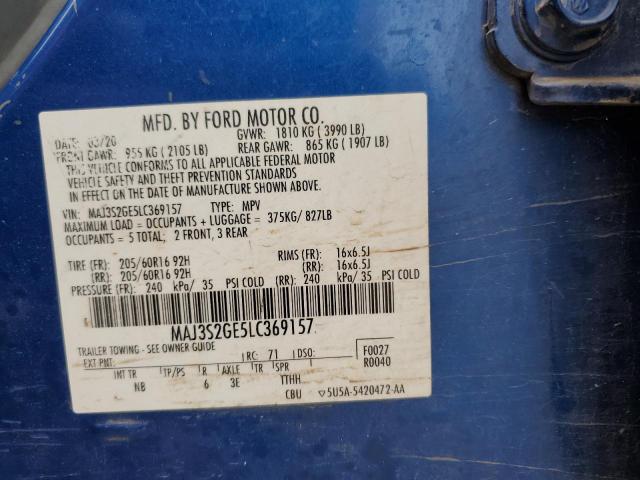 MFD. BY FORD MOTOR CO.
DATE: 03/20 GVWR: 1810 KG ( 3990 LB)
FRONT GAWR: 955 KG ( 2105 LB) REAR GAWR: 865 KG ( 1907 LB)
THIS VEHICLE CONFORMS TO ALL APPLICABLE FEDERAL MOTOR
VEHICLE SAFETY AND THEFT PREVENTION STANDARDS
IN EFFECT ON THE DATE OF MANUFACTURE SHOWN ABOVE.
VIN: MAJ3S2GE5LC369157 TYPE: MPV
MAXIMUM LOAD = OCCUPANTS + LUGGAGE = 375KG/ 827LB
OCCUPANTS = 5 TOTAL; 2 FRONT, 3 REAR
TIRE (FR): 205/60R16 92H RIMS (FR): 16x6.5J
(RR): 205/60R16 92H (RR): 16x6.5J
PRESSURE (FR): 240 kPa/ 35 PSI COLD (RR): 240 kPa/ 35 PSI COLD
MAJ3S2GE5LC369157
TRAILER TOWING - SEE OWNER GUIDE
EXT PNT: RC: 71 DSO: F0027
INT TR TP/PS R AXLE TR SPR R0040
NB 6 3E TTHH
CBU 5U5A-5420472-AA